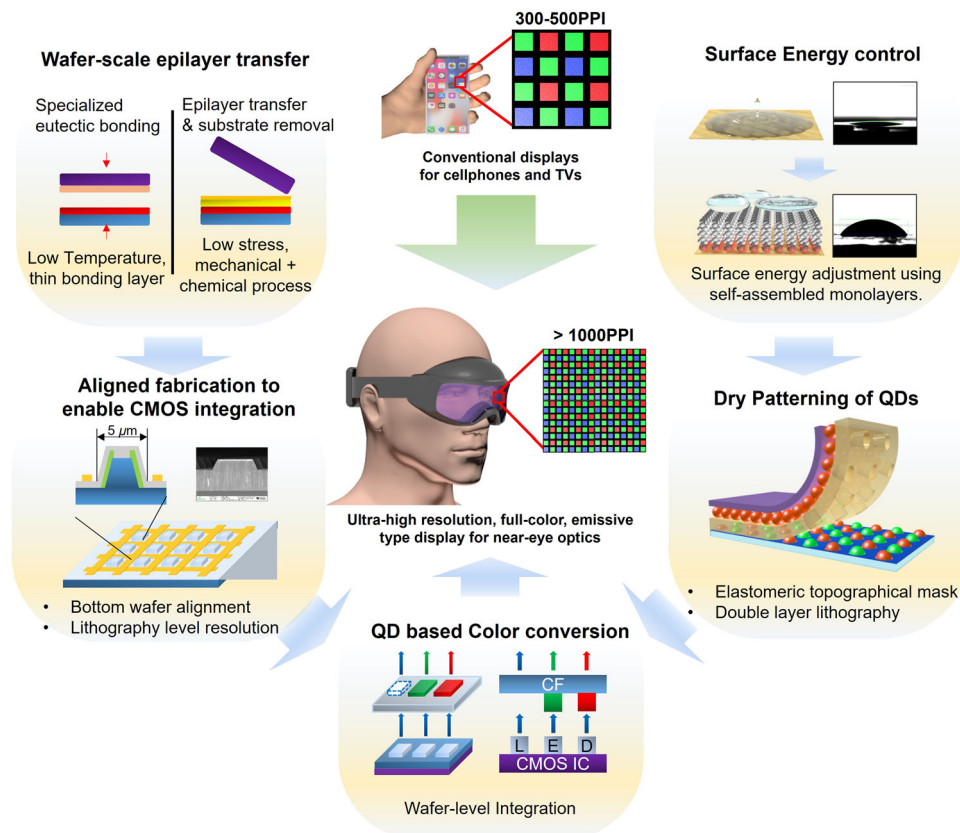 Wafer-scale epilayer transfer
Specialized
eutectic bonding
Epilayer transfer
& substrate removal
Low Temperature,
thin bonding layer
Low stress,
mechanical +
chemical process
300-500PPI
Conventional displays
for cellphones and TVs
Surface Energy control
Surface energy adjustment using
self-assembled monolayers.
Aligned fabrication to
enable CMOS integration
5 μm
• Bottom wafer alignment
• Lithography level resolution
> 1000PPI
Ultra-high resolution, full-color, emissive
type display for near-eye optics
Dry Patterning of QDs
• Elastomeric topographical mask
• Double layer lithography
QD based Color conversion
CF
L E D
CMOS IC
Wafer-level Integration